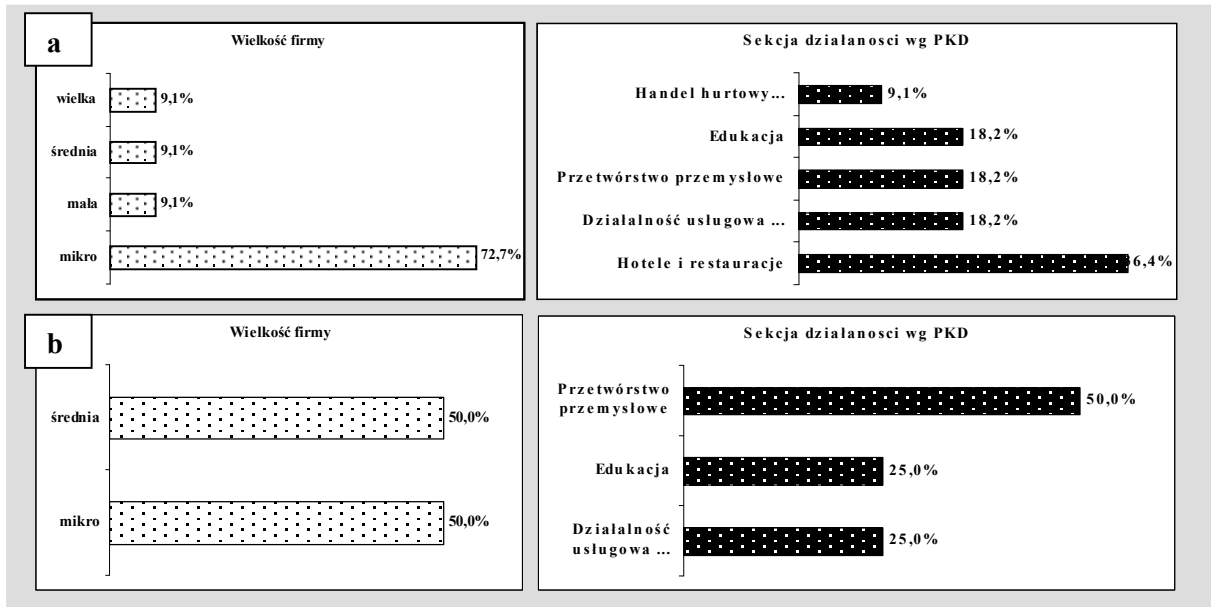 a
Wielkość firmy
wielka 9,1%
średnia 9,1%
mała 9,1%
mikro 72,7%
Sekcja działanosci wg PKD
Handel hurtowy... 9,1%
Edukacja 18,2%
Przetwórstwo przemysłowe 18,2%
Działalność usługowa ... 18,2%
Hotele i restauracje 36,4%
b
Wielkość firmy
średnia 50,0%
mikro 50,0%
Sekcja działanosci wg PKD
Przetwórstwo
przemysłowe 50,0%
Edukacja 25,0%
Działalność
usługowa ... 25,0%